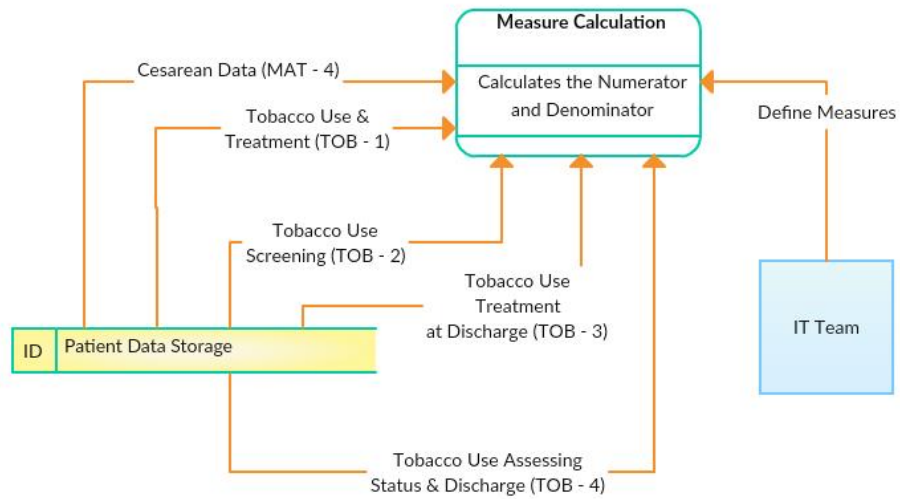 Measure Calculation
Calculates the Numerator
and Denominator
Cesarean Data (MAT - 4)
Tobacco Use &
Treatment (TOB - 1)
Define Measures
Tobacco Use
Screening (TOB - 2)
Tobacco Use
Treatment
at Discharge (TOB - 3)
IT Team
ID
Patient Data Storage
Tobacco Use Assessing
Status & Discharge (TOB - 4)